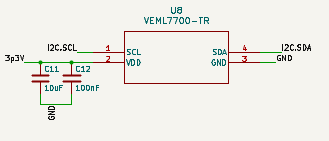 U8
VEML7700-TR
I2C.SCL 1 SCL SDA 4 I2C.SDA
3p3V 2 VDD GND 3 GND
C11 C12
10uF 100nF
GND